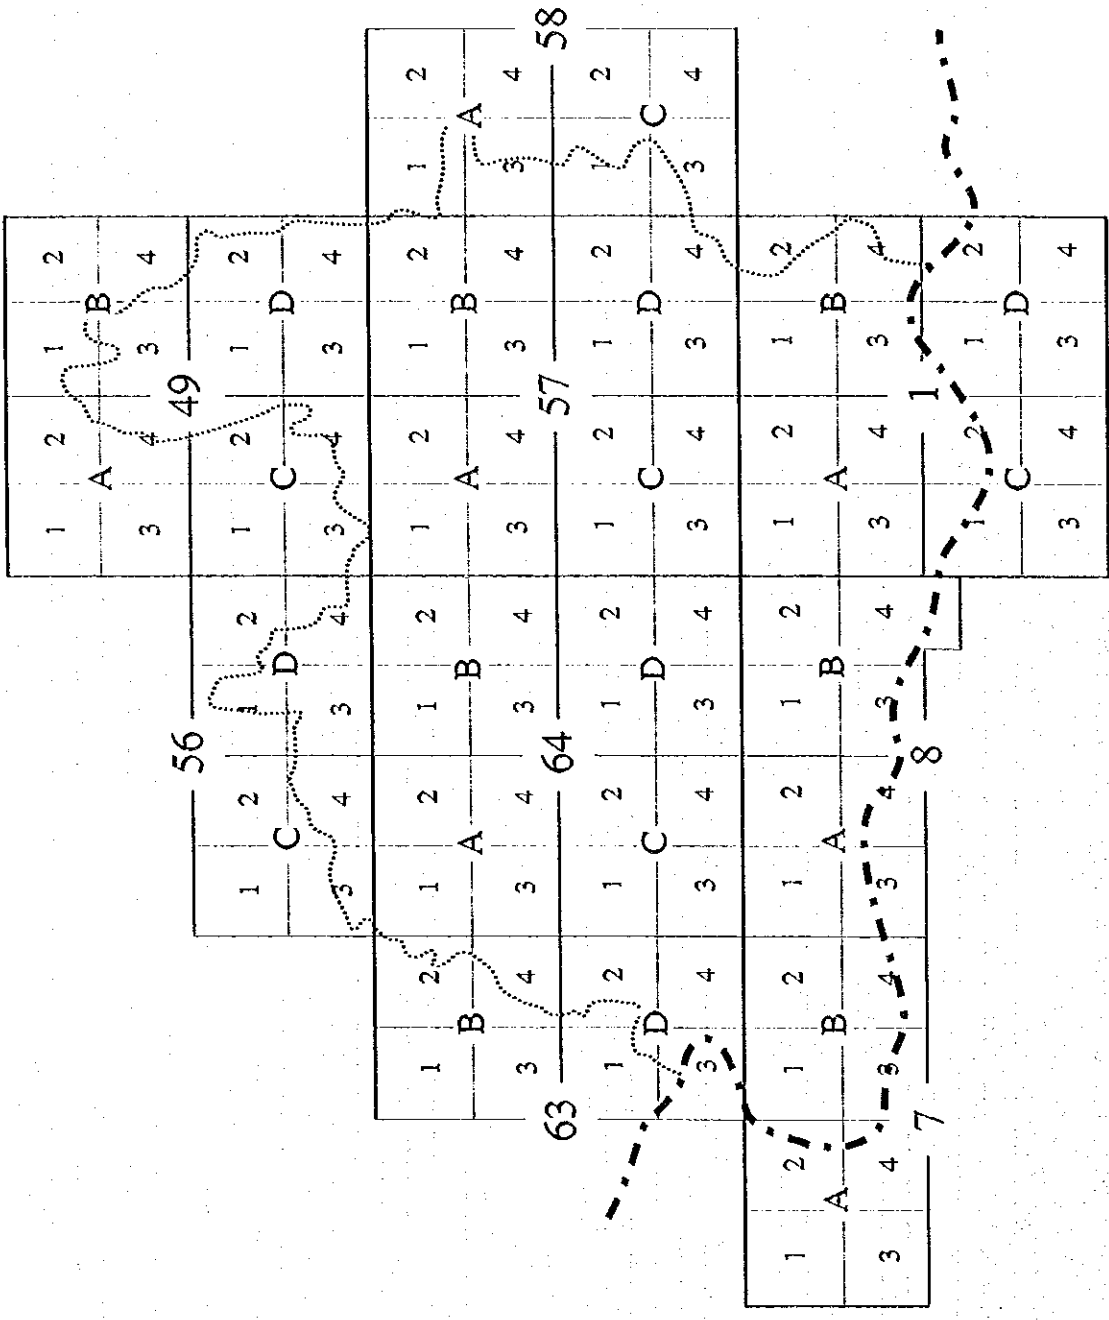 1 2 1 2
A B
3 4 3 4
56 49
1 2 1 2 1 2 1 2
C D C D
3 4 3 4 3 4 3 4
1 2 1 2 1 2 1 2 1 2 1 2
B A B A B A
3 4 3 4 3 4 3 4 3 4 3 4
63 64 57 58
1 2 1 2 1 2 1 2 1 2 1 2
D C D C D C
3 4 3 4 3 4 3 4 3 4 3 4
1 2 1 2 1 2 1 2 1 2 1 2
A B A B A B
3 4 3 4 3 4 3 4 3 4 3 4
7 8 1
1 2 1 2
C D
3 4 3 4